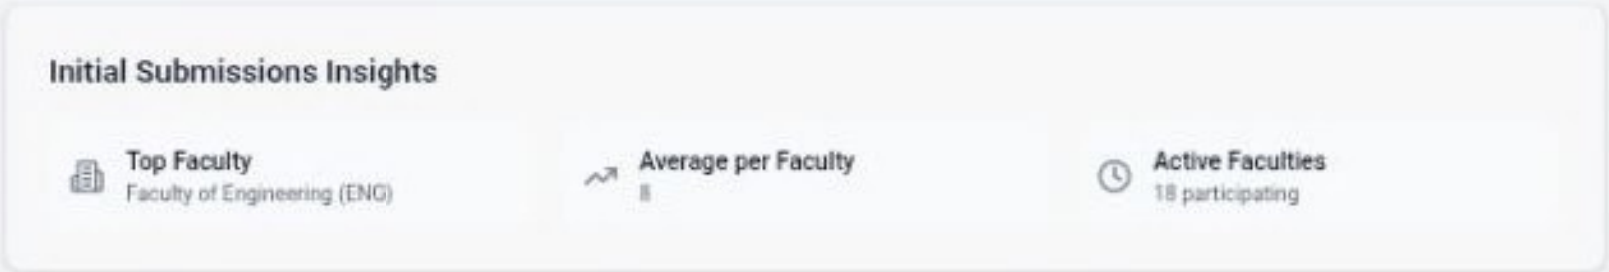 Initial Submissions Insights
Top Faculty
Faculty of Engineering (ENG)
Average per Faculty
8
Active Faculties
18 participating